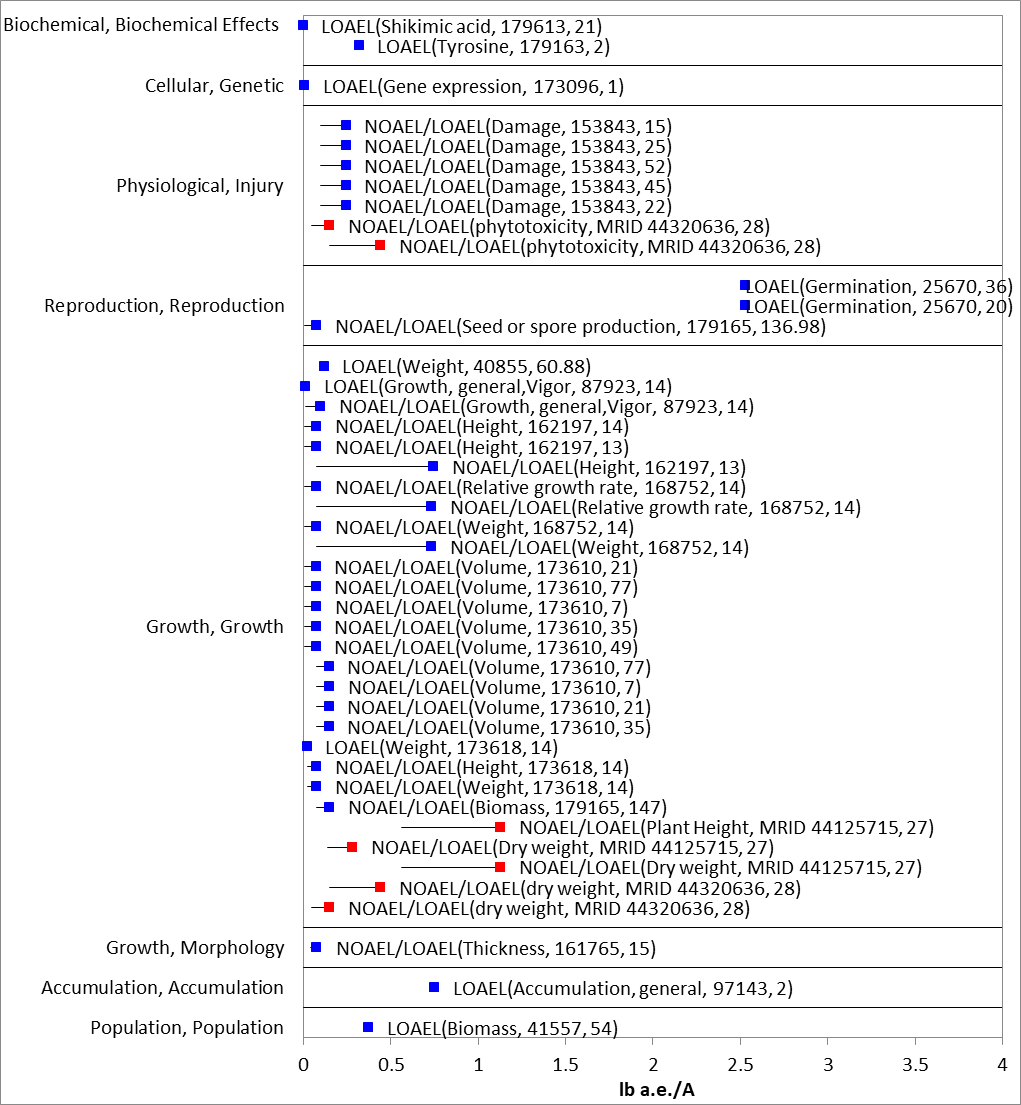 Biochemical, Biochemical Effects
LOAEL(Shikimic acid, 179613, 21)
LOAEL(Tyrosine, 179163, 2)
Cellular, Genetic
LOAEL(Gene expression, 173096, 1)
NOAEL/LOAEL(Damage, 153843, 15)
NOAEL/LOAEL(Damage, 153843, 25)
NOAEL/LOAEL(Damage, 153843, 52)
Physiological, Injury
NOAEL/LOAEL(Damage, 153843, 45)
NOAEL/LOAEL(Damage, 153843, 22)
NOAEL/LOAEL(phytotoxicity, MRID 44320636, 28)
NOAEL/LOAEL(phytotoxicity, MRID 44320636, 28)
LOAEL(Germination, 25670, 36)
Reproduction, Reproduction
LOAEL(Germination, 25670, 20)
NOAEL/LOAEL(Seed or spore production, 179165, 136.98)
LOAEL(Weight, 40855, 60.88)
LOAEL(Growth, general,Vigor, 87923, 14)
NOAEL/LOAEL(Growth, general,Vigor, 87923, 14)
NOAEL/LOAEL(Height, 162197, 14)
NOAEL/LOAEL(Height, 162197, 13)
NOAEL/LOAEL(Height, 162197, 13)
NOAEL/LOAEL(Relative growth rate, 168752, 14)
NOAEL/LOAEL(Relative growth rate, 168752, 14)
NOAEL/LOAEL(Weight, 168752, 14)
NOAEL/LOAEL(Weight, 168752, 14)
NOAEL/LOAEL(Volume, 173610, 21)
NOAEL/LOAEL(Volume, 173610, 77)
NOAEL/LOAEL(Volume, 173610, 7)
Growth, Growth
NOAEL/LOAEL(Volume, 173610, 35)
NOAEL/LOAEL(Volume, 173610, 49)
NOAEL/LOAEL(Volume, 173610, 77)
NOAEL/LOAEL(Volume, 173610, 7)
NOAEL/LOAEL(Volume, 173610, 21)
NOAEL/LOAEL(Volume, 173610, 35)
LOAEL(Weight, 173618, 14)
NOAEL/LOAEL(Height, 173618, 14)
NOAEL/LOAEL(Weight, 173618, 14)
NOAEL/LOAEL(Biomass, 179165, 147)
NOAEL/LOAEL(Plant Height, MRID 44125715, 27)
NOAEL/LOAEL(Dry weight, MRID 44125715, 27)
NOAEL/LOAEL(Dry weight, MRID 44125715, 27)
NOAEL/LOAEL(dry weight, MRID 44320636, 28)
NOAEL/LOAEL(dry weight, MRID 44320636, 28)
Growth, Morphology
NOAEL/LOAEL(Thickness, 161765, 15)
Accumulation, Accumulation
LOAEL(Accumulation, general, 97143, 2)
Population, Population
LOAEL(Biomass, 41557, 54)
0 0.5 1 1.5 2 2.5 3 3.5 4
lb a.e./A